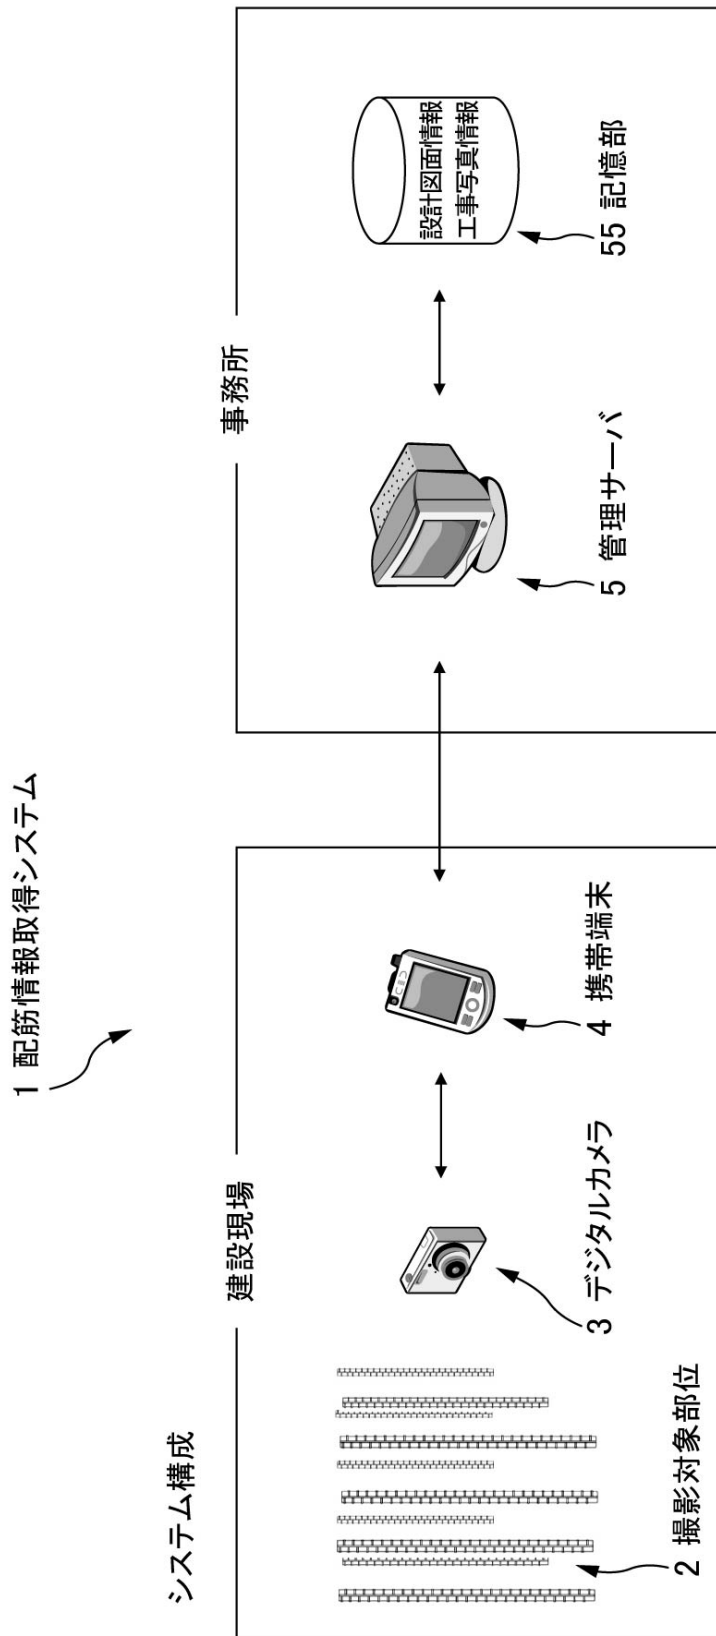 1 配筋情報取得システム
システム構成
建設現場
事務所
2 撮影対象部位
3 デジタルカメラ
4 携帯端末
5 管理サーバ
設計図面情報
工事写真情報
55 記憶部